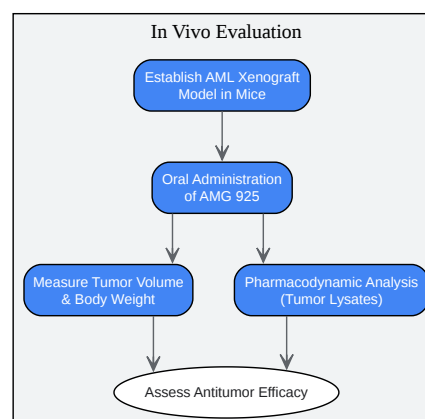 In Vivo Evaluation
Establish AML Xenograft
Model in Mice
Oral Administration
of AMG 925
Measure Tumor Volume
& Body Weight
Pharmacodynamic Analysis
(Tumor Lysates)
Assess Antitumor Efficacy